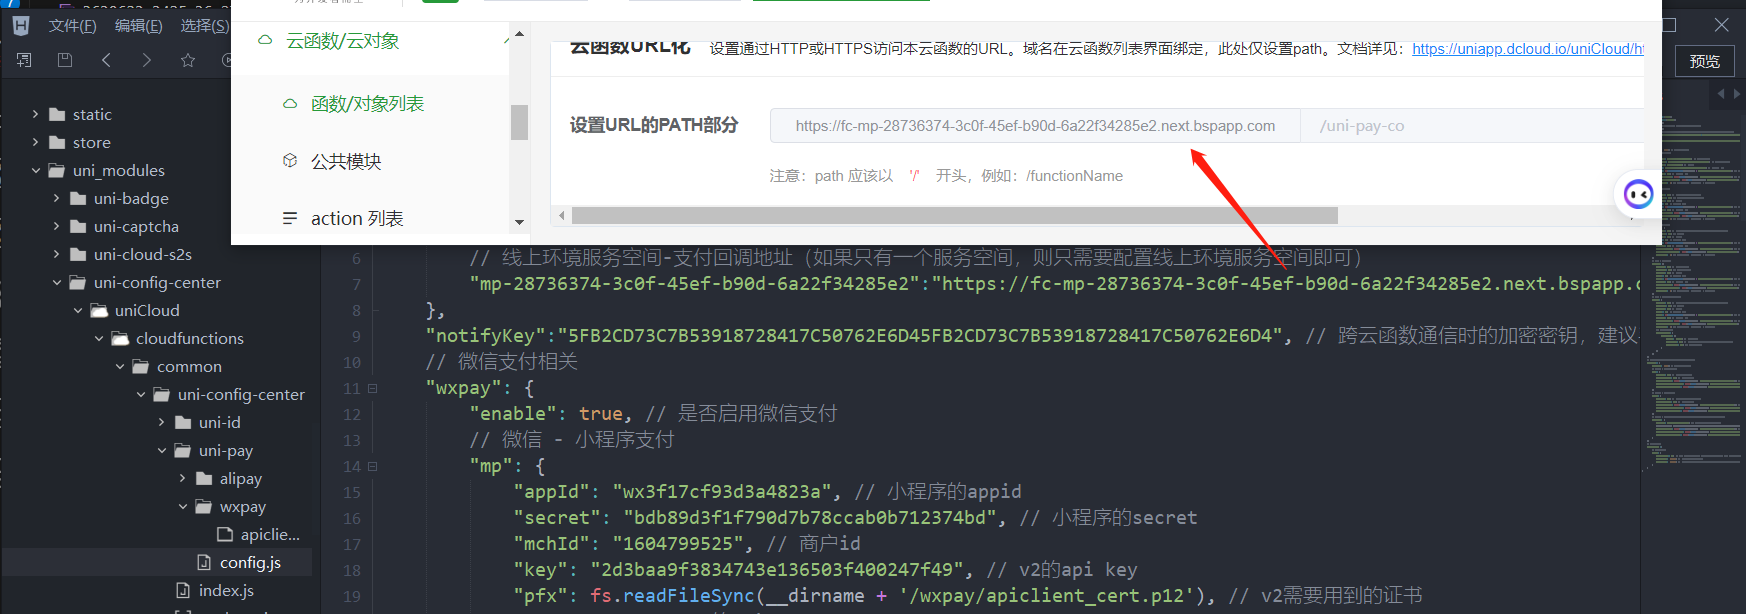 文件(F) 编辑(E) 选择(S)
云函数/云对象
云函数URL化 设置通过HTTP或HTTPS访问本云函数的URL。域名在云函数列表界面绑定，此处仅设置path。文档详见：https://uniapp.dcloud.io/uniCloud/ht
预览
函数/对象列表
公共模块
action 列表
设置URL的PATH部分 https://fc-mp-28736374-3c0f-45ef-b90d-6a22f34285e2.next.bspapp.com /uni-pay-co
注意：path 应该以 '/' 开头，例如：/functionName
static
store
uni_modules
uni-badge
uni-captcha
uni-cloud-s2s
uni-config-center
uniCloud
cloudfunctions
common
uni-config-center
uni-id
uni-pay
alipay
wxpay
apiclie...
config.js
index.js
6 // 线上环境服务空间-支付回调地址（如果只有一个服务空间，则只需要配置线上环境服务空间即可）
7 "mp-28736374-3c0f-45ef-b90d-6a22f34285e2":"https://fc-mp-28736374-3c0f-45ef-b90d-6a22f34285e2.next.bspapp.c
8 },
9 "notifyKey":"5FB2CD73C7B53918728417C50762E6D45FB2CD73C7B53918728417C50762E6D4", // 跨云函数通信时的加密密钥，建议
10 // 微信支付相关
11 "wxpay": {
12 "enable": true, // 是否启用微信支付
13 // 微信 - 小程序支付
14 "mp": {
15 "appId": "wx3f17cf93d3a4823a", // 小程序的appid
16 "secret": "bdb89d3f1f790d7b78ccab0b712374bd", // 小程序的secret
17 "mchId": "1604799525", // 商户id
18 "key": "2d3baa9f3834743e136503f400247f49", // v2的api key
19 "pfx": fs.readFileSync(__dirname + '/wxpay/apiclient_cert.p12'), // v2需要用到的证书